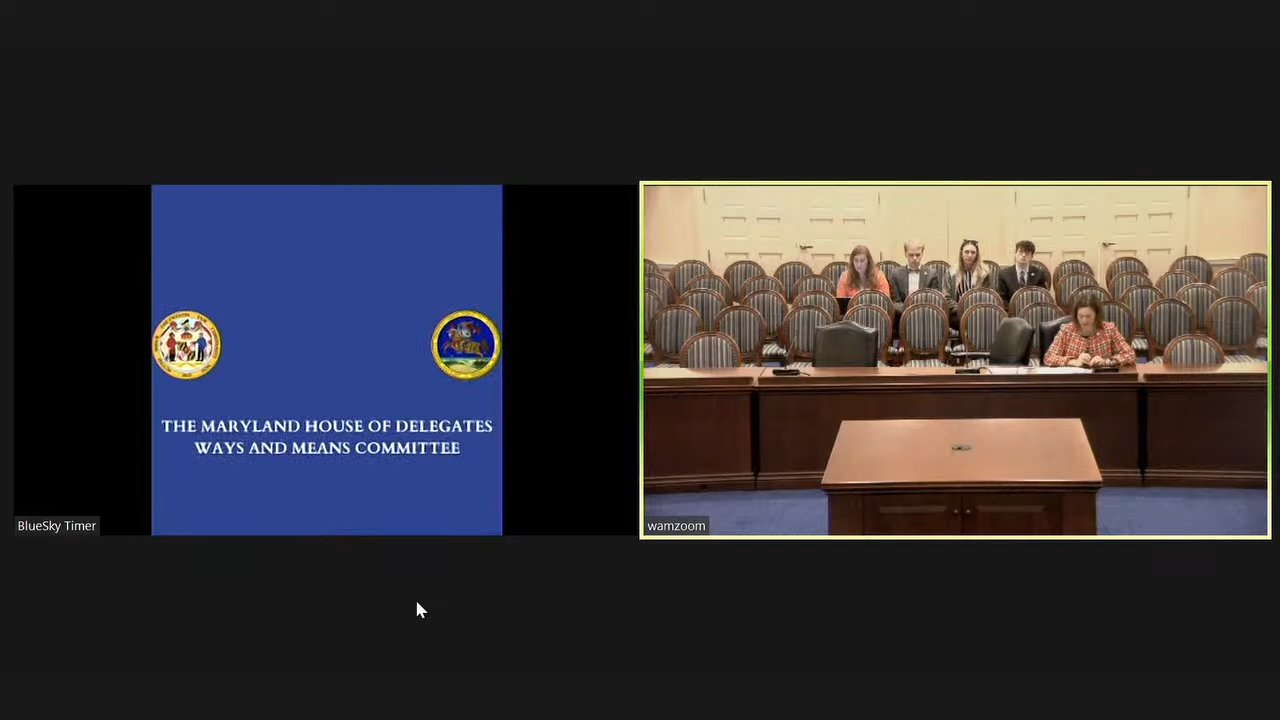 THE MARYLAND HOUSE OF DELEGATES
WAYS AND MEANS COMMITTEE
BlueSky Timer
wamzoom